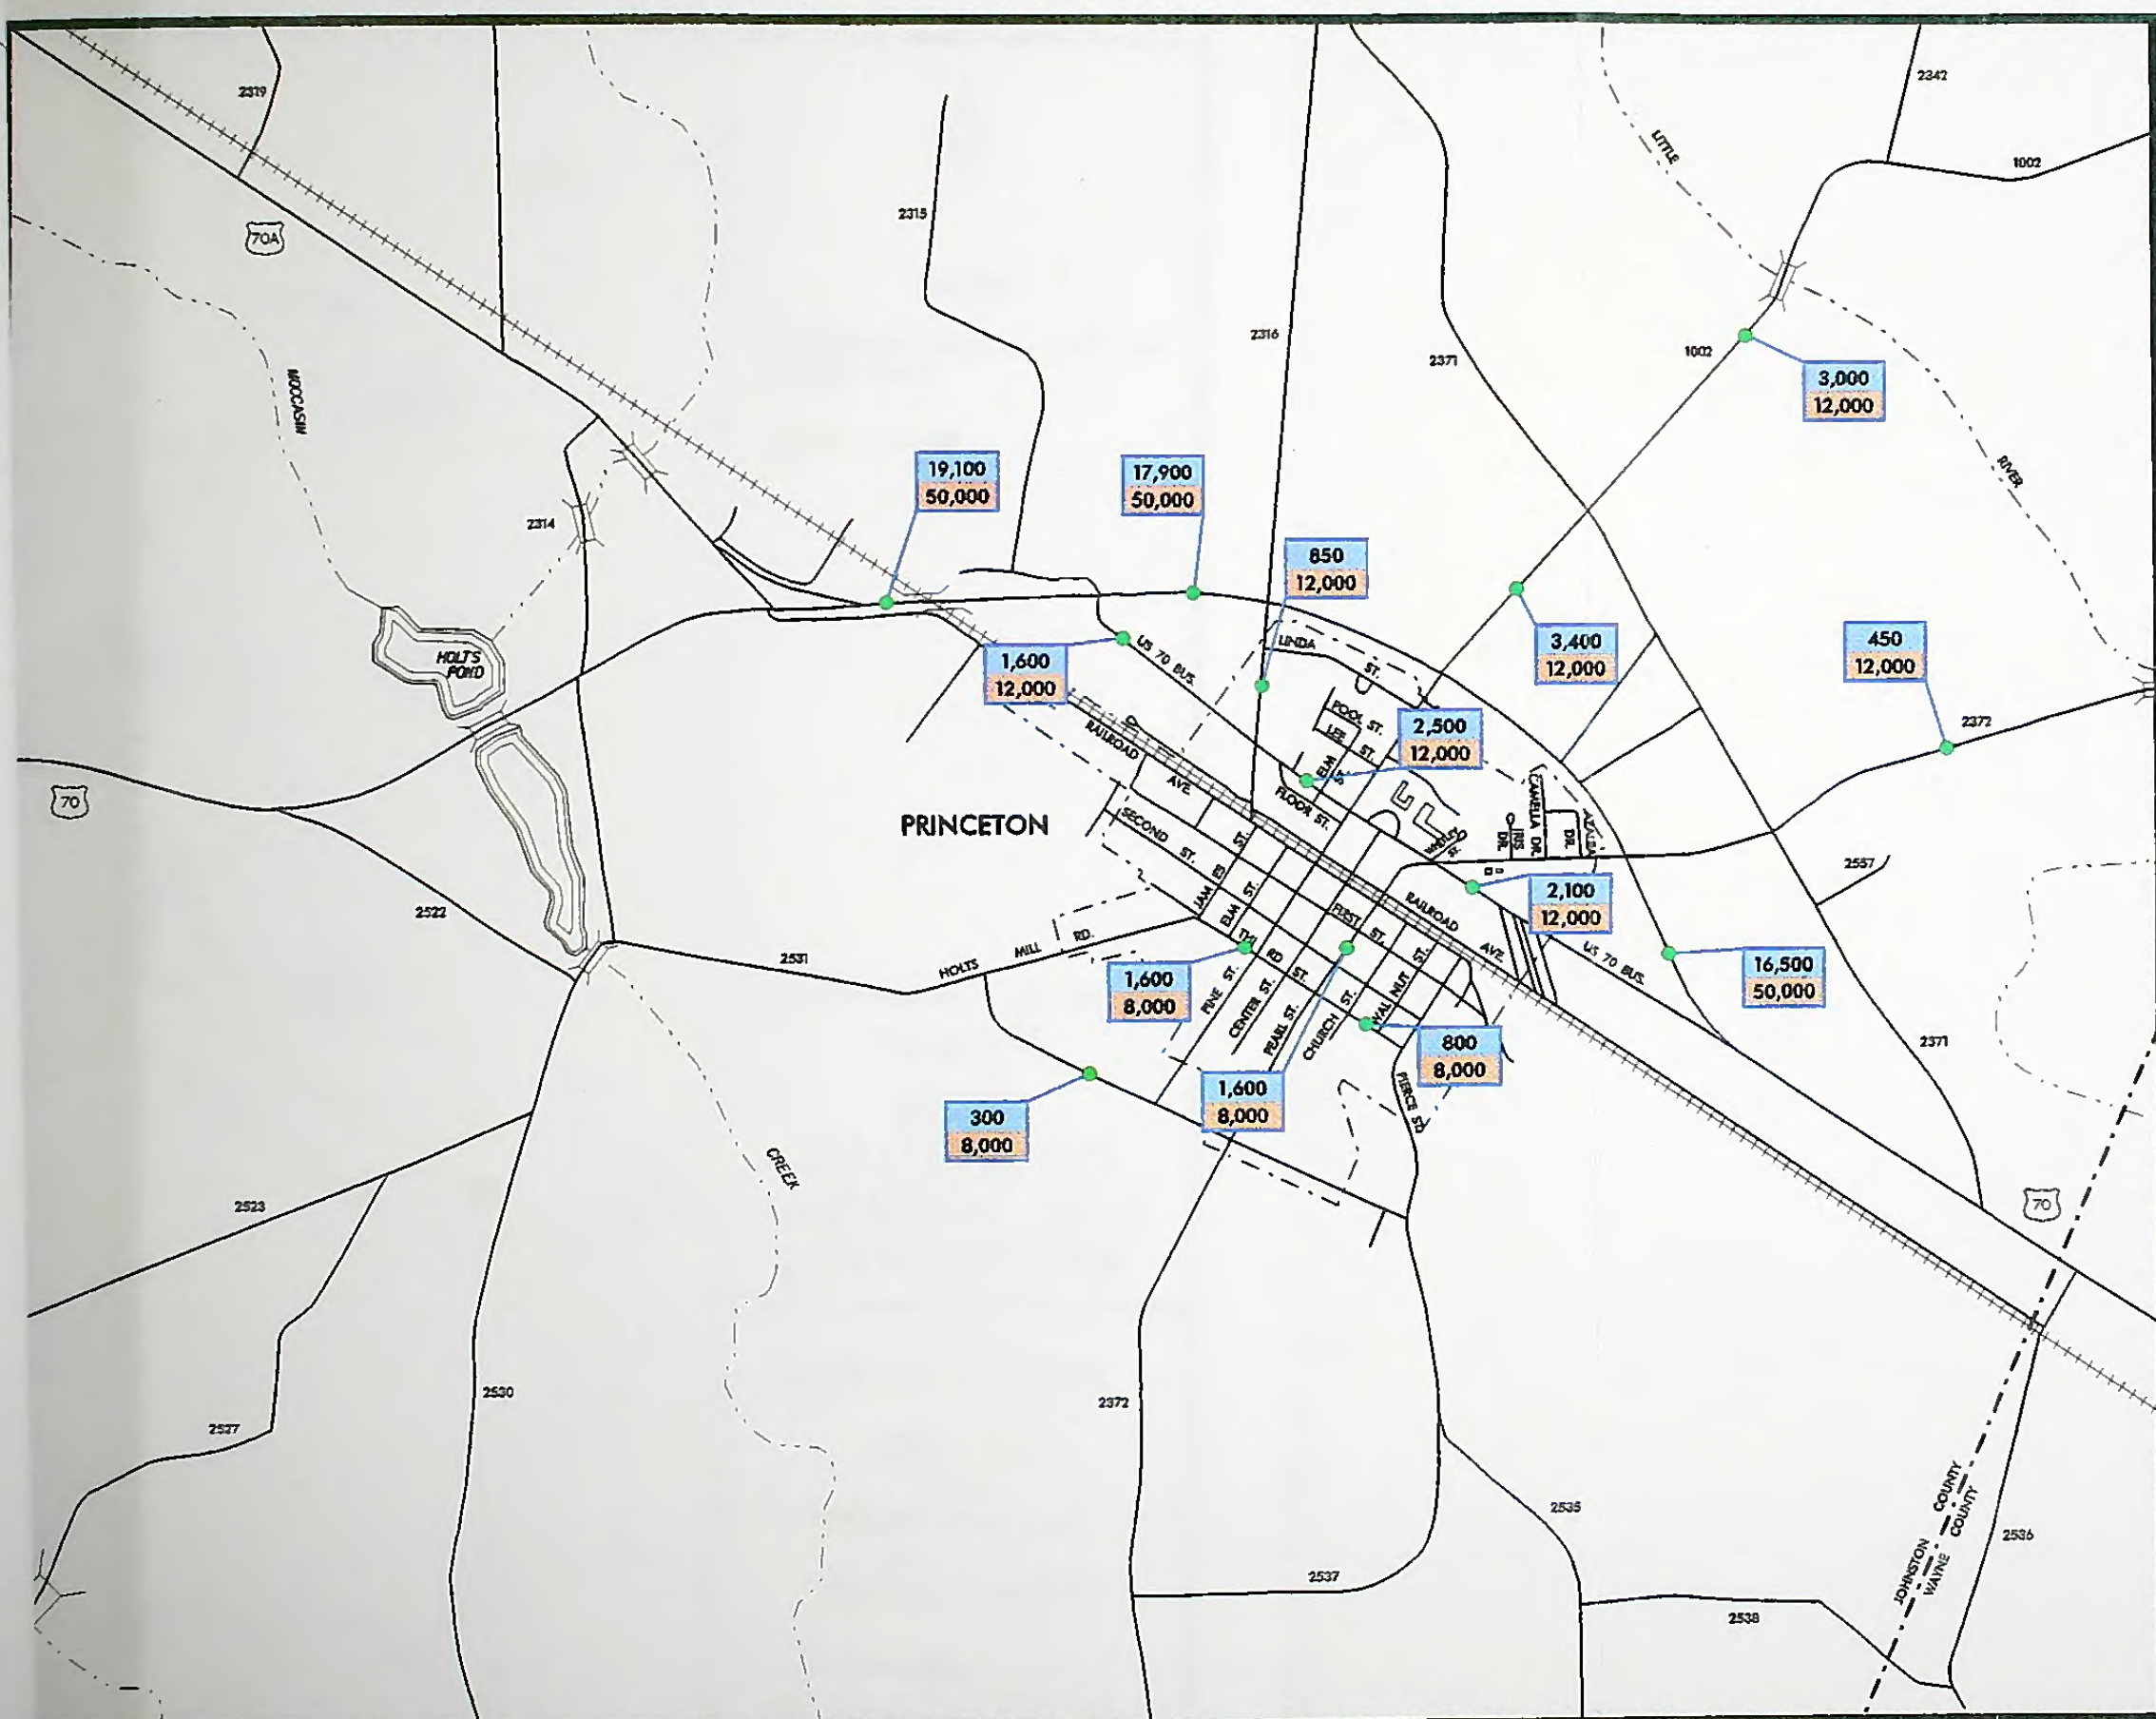 2319
2342
1002
70A
2315
LITTLE
2316
2371
1002
3,000
12,000
MOCCASIN
19,100
50,000
17,900
50,000
RIVER
2314
850
12,000
3,400
12,000
450
12,000
1,600
12,000
US 70 BUS.
LINDA
ST.
HOLT'S
POND
POOL ST.
LEE
ST.
2,500
12,000
ELM
ST.
2372
RAILROAD
AVE.
FLOOR ST.
70
PRINCETON
SECOND
ST.
CAMELLIA DR.
IRIS
DR.
DR.
AZALEA
ST.
2557
JAMES
ST.
ELM
ST.
2,100
12,000
2522
RAILROAD
AVE.
FIRST
ST.
US 70 BUS.
16,500
50,000
HOLTS
MILL
RD.
2531
THIRD
ST.
1,600
8,000
PINE ST.
CENTER ST.
PEARL ST.
CHURCH
ST.
WALNUT
ST.
800
8,000
2371
1,600
8,000
PIERCE ST.
300
8,000
CREEK
2523
70
2530
2372
2527
2535
2536
2537
2538
JOHNSTON
COUNTY
WAYNE
COUNTY